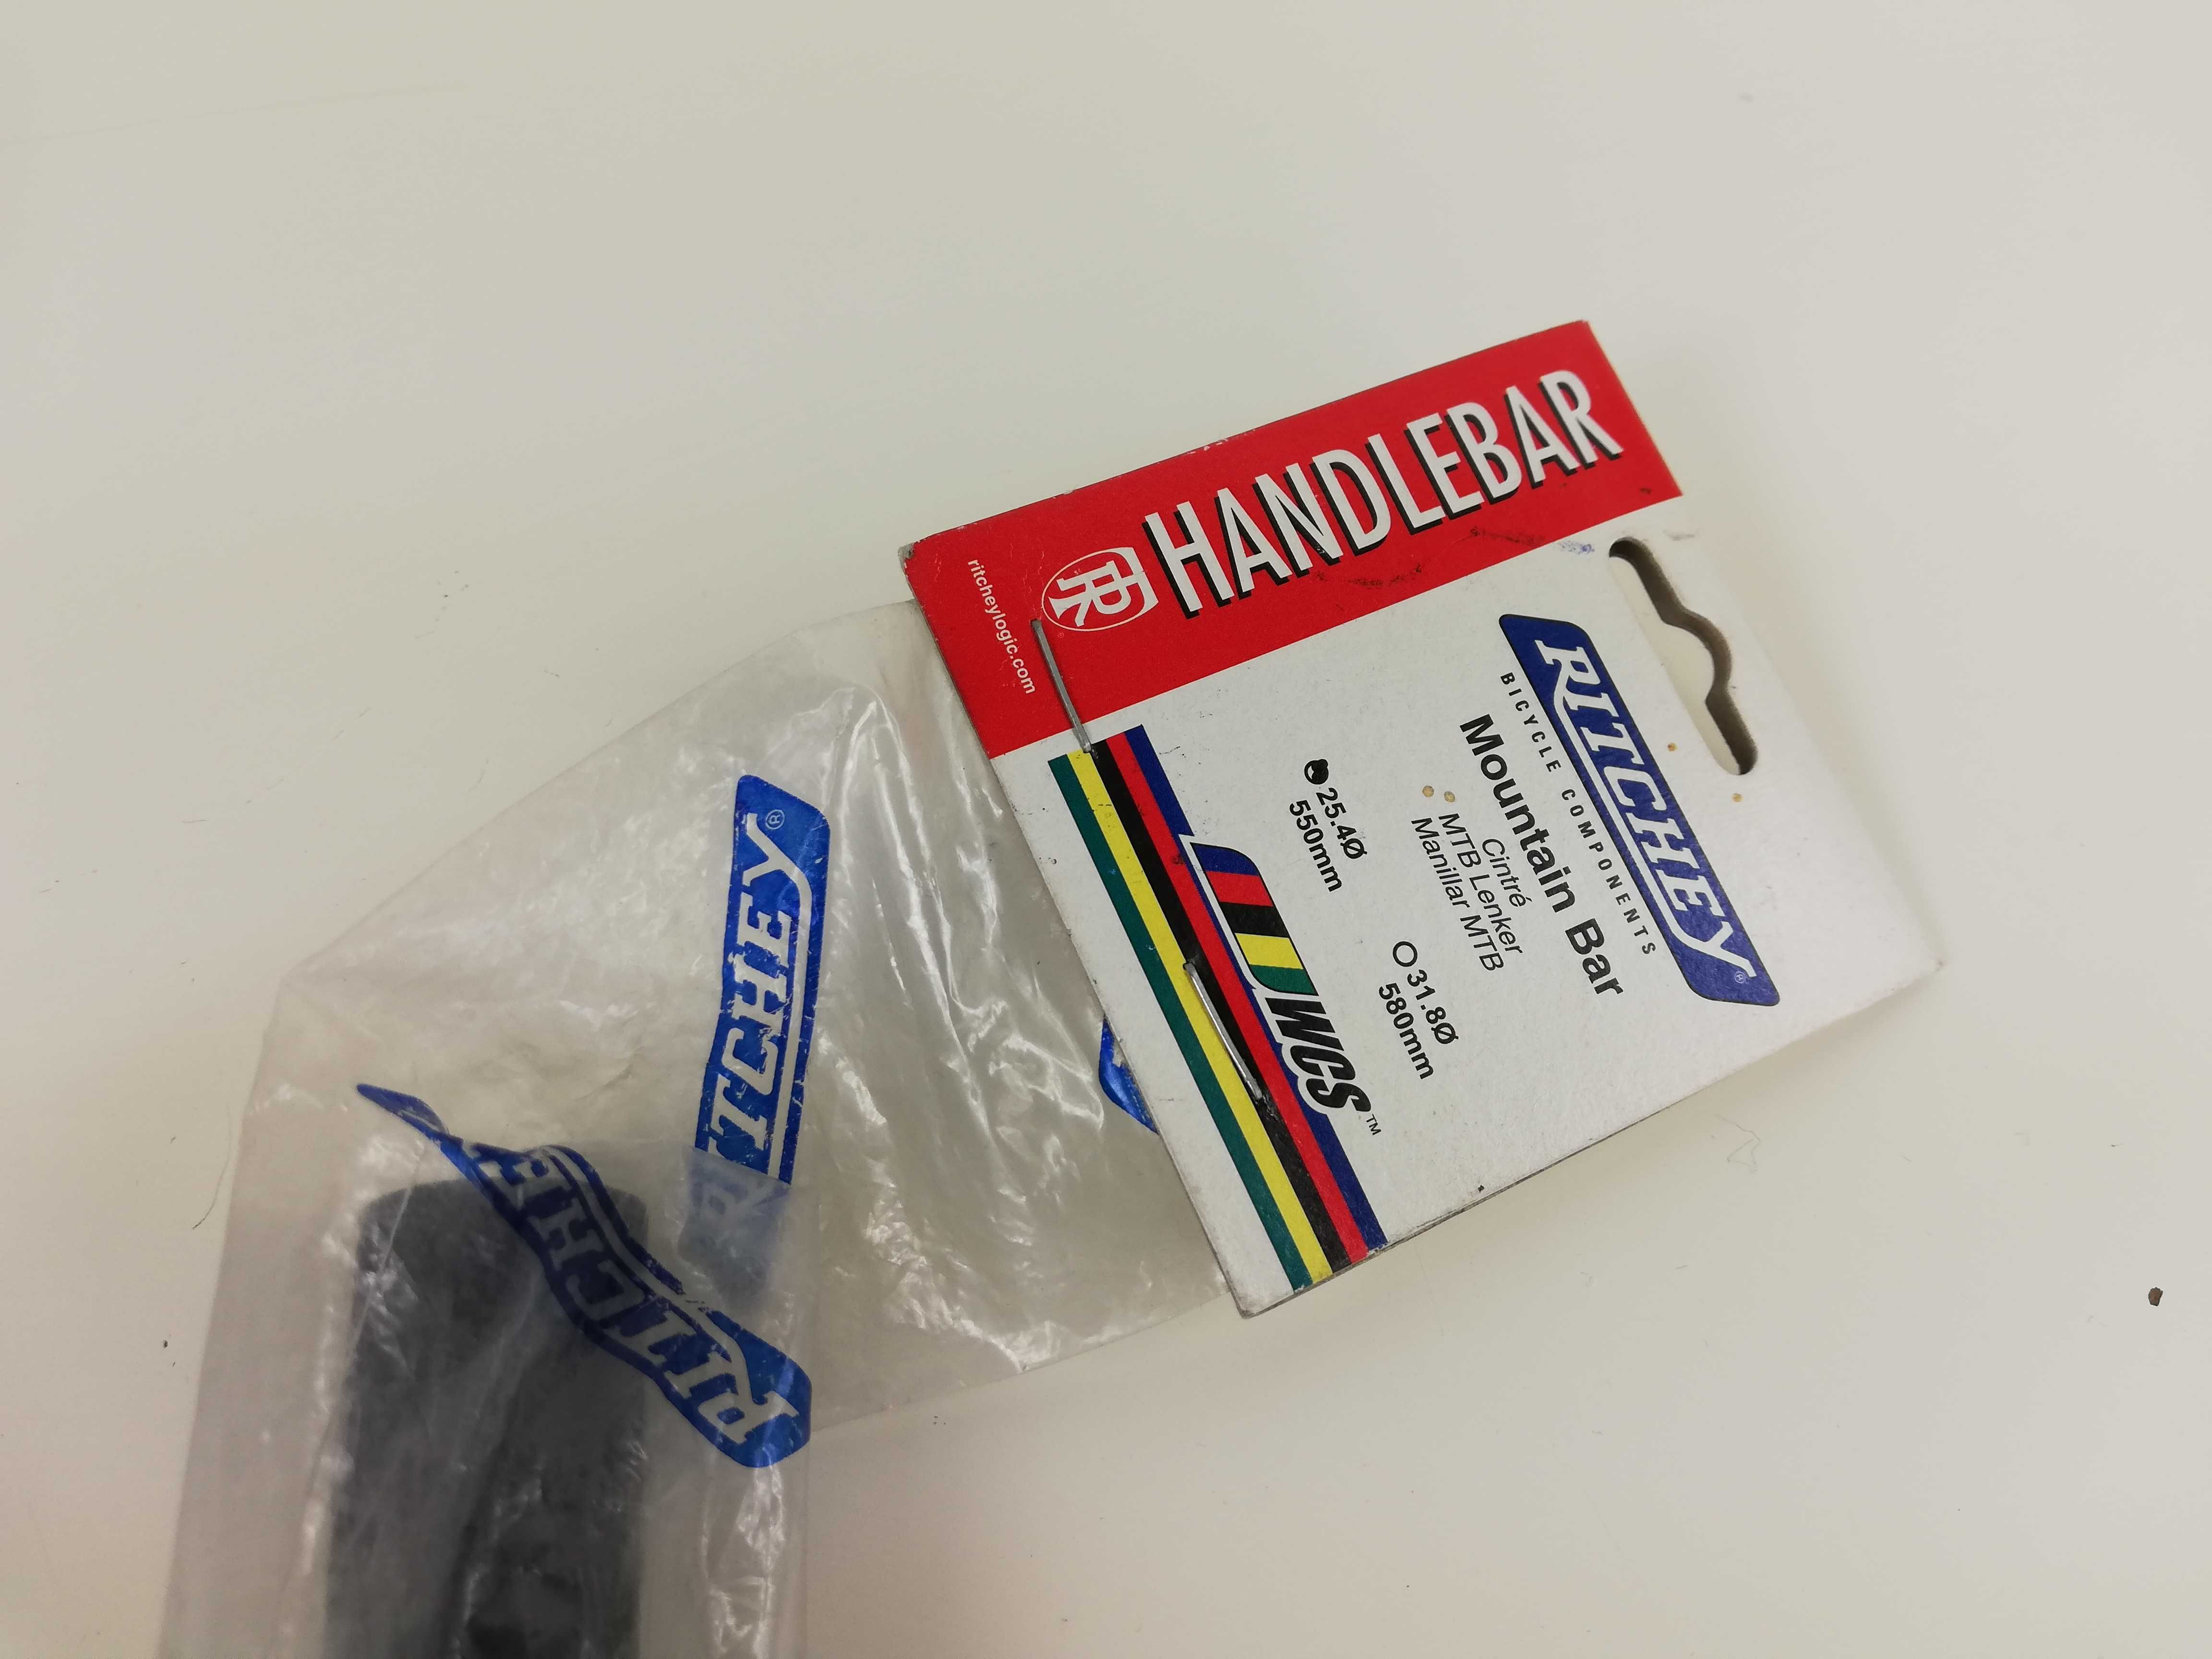 HANDLEBAR
TR
ritcheylogic.com
RITCHEY®
BICYCLE COMPONENTS
Mountain Bar
Cintré
MTB Lenker
Manillar MTB
25.4Ø
550mm
31.8Ø
580mm
WCS™
RITCHEY®
RITCHEY